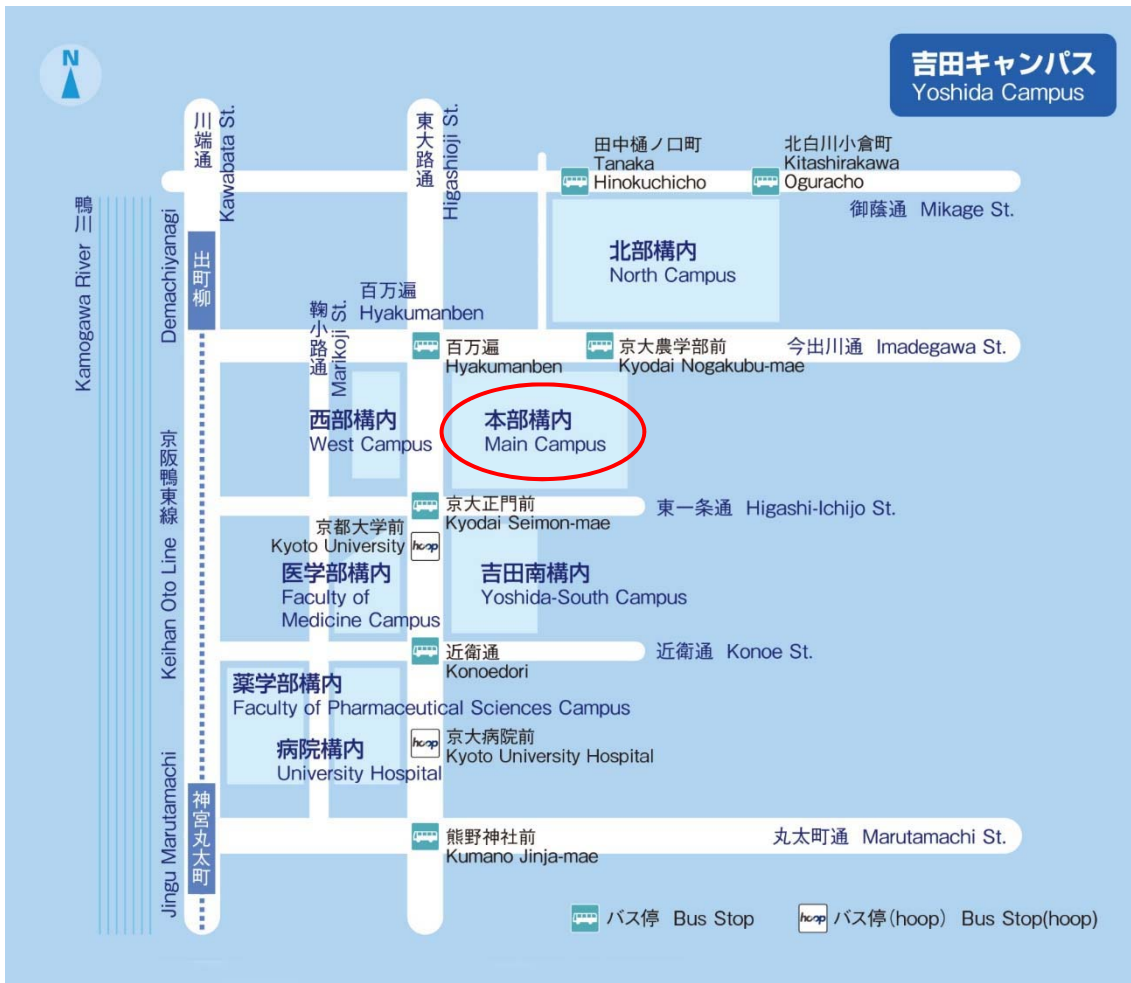 N
吉田キャンパス
Yoshida Campus
川端通
Kawabata St.
東大路通
Higashioji St.
田中樋ノ口町
Tanaka
Hinokuchicho
北白川小倉町
Kitashirakawa
Oguracho
御蔭通 Mikage St.
鴨川
Kamogawa River
Demachiyanagi
出町柳
北部構内
North Campus
百万遍
Hyakumanben
鞠小路通
Marikoji St.
百万遍
Hyakumanben
京大農学部前
Kyodai Nogakubu-mae
今出川通 Imadegawa St.
西部構内
West Campus
本部構内
Main Campus
京阪鴨東線
Keihan Oto Line
京大正門前
Kyodai Seimon-mae
東一条通 Higashi-Ichijo St.
京都大学前
Kyoto University
hoop
医学部構内
Faculty of
Medicine Campus
吉田南構内
Yoshida-South Campus
近衛通
Konoedori
近衛通 Konoe St.
薬学部構内
Faculty of Pharmaceutical Sciences Campus
病院構内
University Hospital
hoop
京大病院前
Kyoto University Hospital
Jingu Marutamachi
神宮丸太町
熊野神社前
Kumano Jinja-mae
丸太町通 Marutamachi St.
バス停 Bus Stop
hoop バス停(hoop) Bus Stop(hoop)